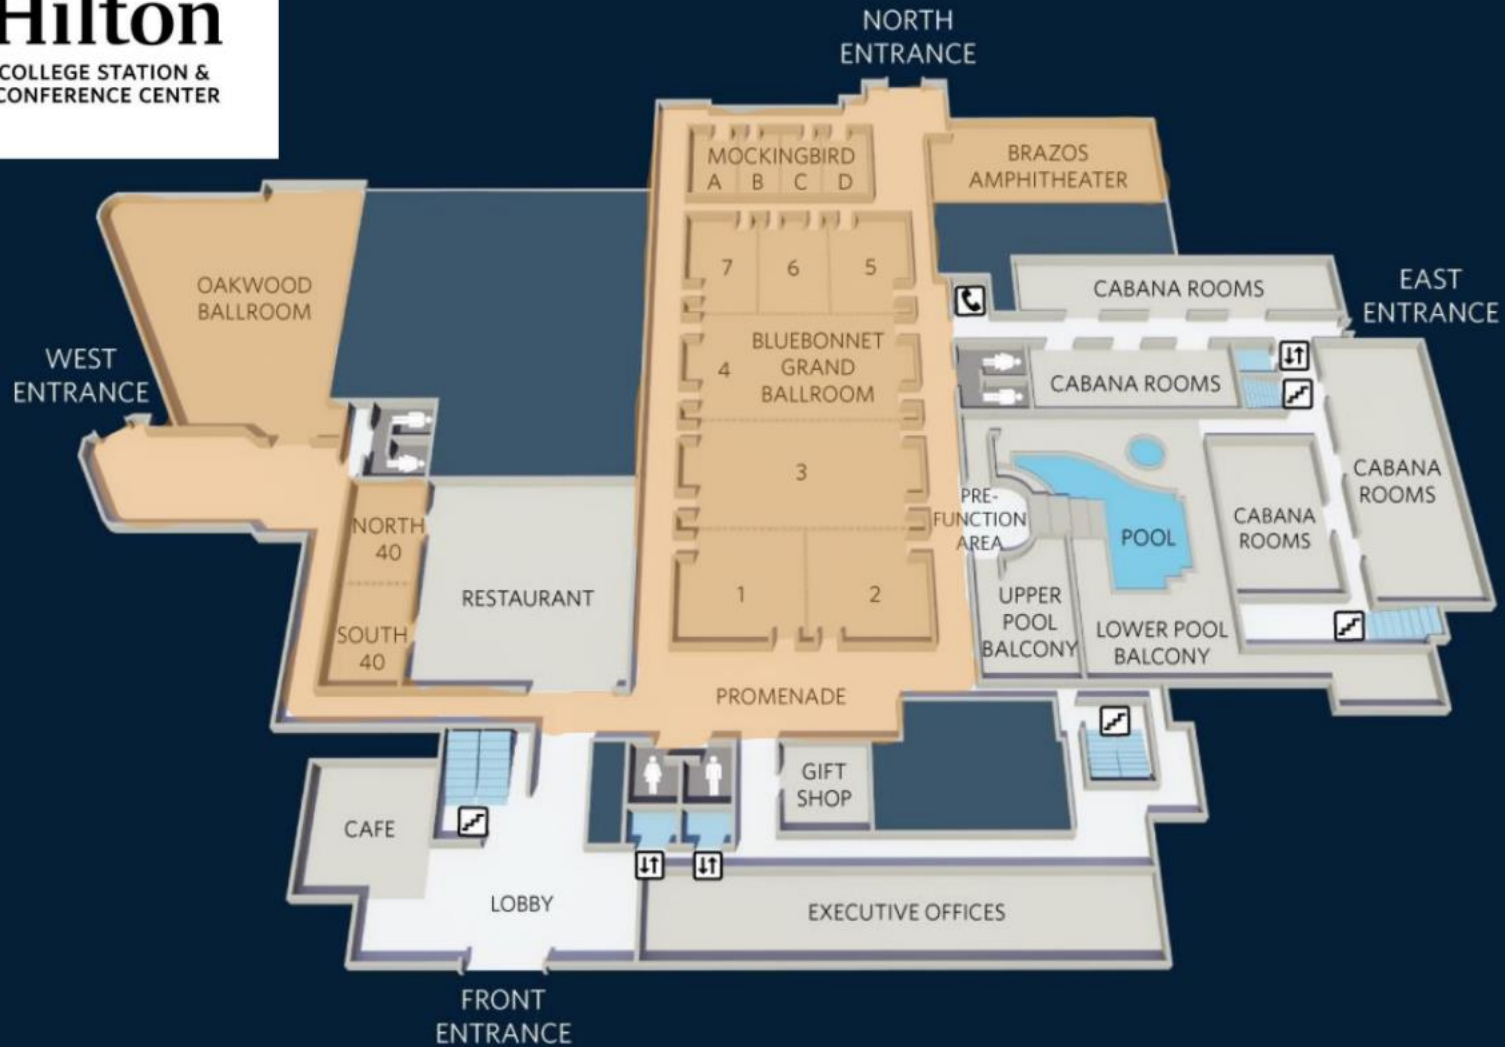 Hilton
COLLEGE STATION &
CONFERENCE CENTER
NORTH
ENTRANCE
MOCKINGBIRD
A B C D
BRAZOS
AMPHITHEATER
7 6 5
OAKWOOD
BALLROOM
CABANA ROOMS
EAST
ENTRANCE
WEST
ENTRANCE
4
BLUEBONNET
GRAND
BALLROOM
CABANA ROOMS
3
CABANA
ROOMS
PRE-
FUNCTION
AREA
POOL
CABANA
ROOMS
NORTH
40
RESTAURANT
1 2
SOUTH
40
UPPER
POOL
BALCONY
LOWER POOL
BALCONY
PROMENADE
GIFT
SHOP
CAFE
LOBBY
EXECUTIVE OFFICES
FRONT
ENTRANCE